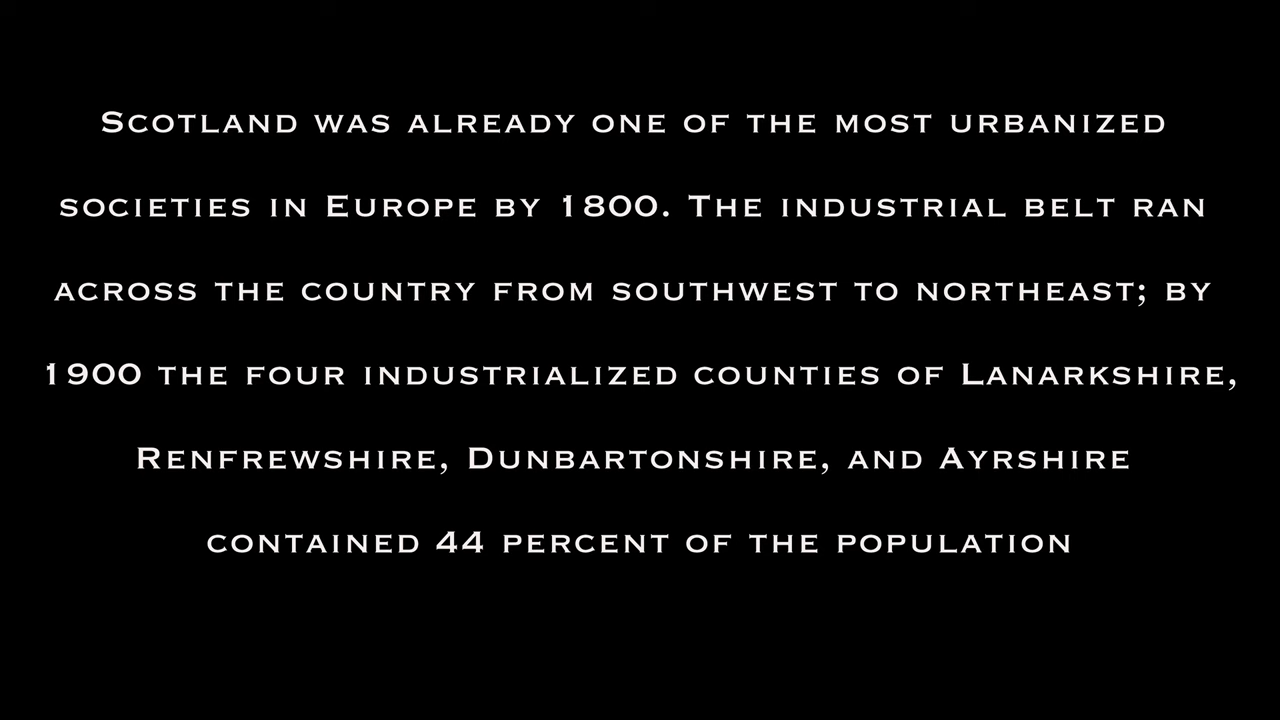 Scotland was already one of the most urbanized
societies in Europe by 1800. The industrial belt ran
across the country from southwest to northeast; by
1900 the four industrialized counties of Lanarkshire,
Renfrewshire, Dunbartonshire, and Ayrshire
contained 44 percent of the population